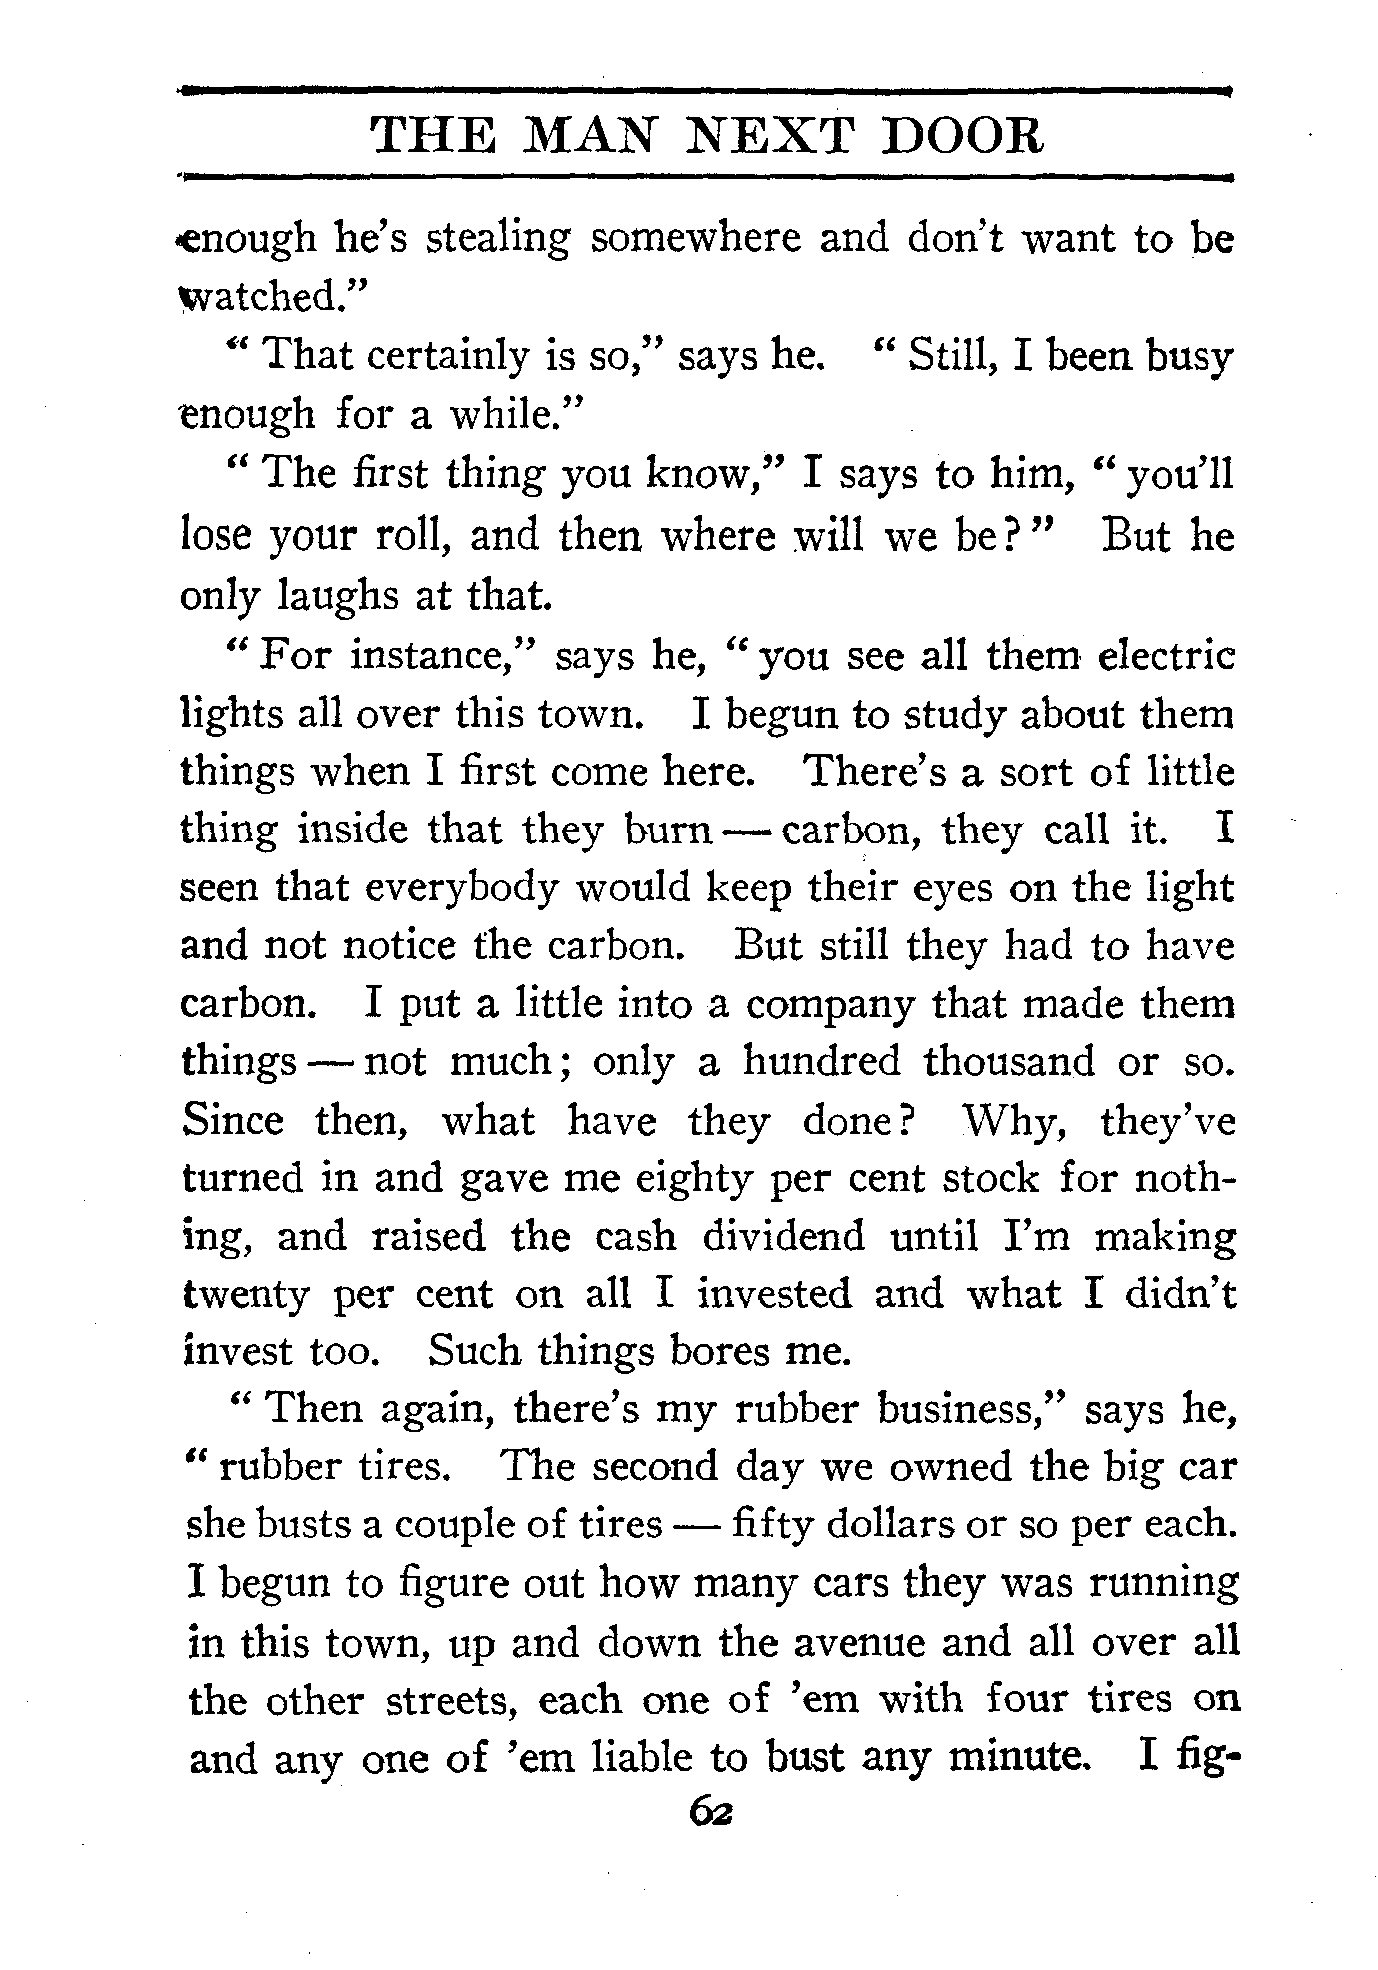 THE MAN NEXT DOOR
enough he's stealing somewhere and don't want to be
watched."
" That certainly is so," says he. " Still, I been busy
enough for a while."
" The first thing you know," I says to him, " you'll
lose your roll, and then where will we be? " But he
only laughs at that.
" For instance," says he, " you see all them electric
lights all over this town. I begun to study about them
things when I first come here. There's a sort of little
thing inside that they burn — carbon, they call it. I
seen that everybody would keep their eyes on the light
and not notice the carbon. But still they had to have
carbon. I put a little into a company that made them
things — not much; only a hundred thousand or so.
Since then, what have they done? Why, they've
turned in and gave me eighty per cent stock for noth-
ing, and raised the cash dividend until I'm making
twenty per cent on all I invested and what I didn't
invest too. Such things bores me.
" Then again, there's my rubber business," says he,
" rubber tires. The second day we owned the big car
she busts a couple of tires — fifty dollars or so per each.
I begun to figure out how many cars they was running
in this town, up and down the avenue and all over all
the other streets, each one of 'em with four tires on
and any one of 'em liable to bust any minute. I fig-
62